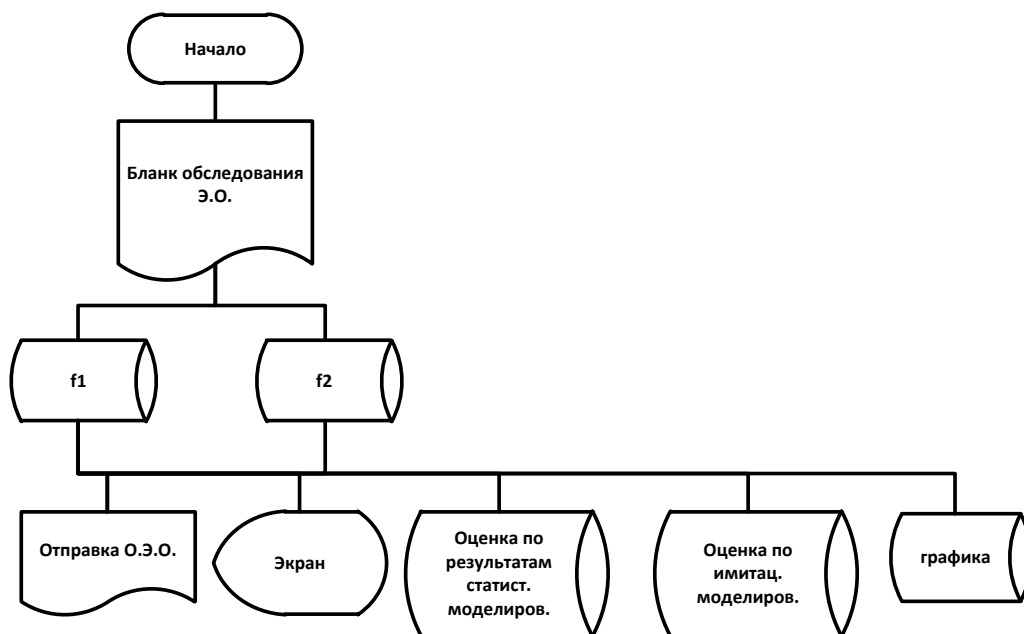 Начало
Бланк обследования
Э.О.
f1
f2
Отправка О.Э.О.
Экран
Оценка по
результатам
статист.
моделиров.
Оценка по
имитац.
моделиров.
графика